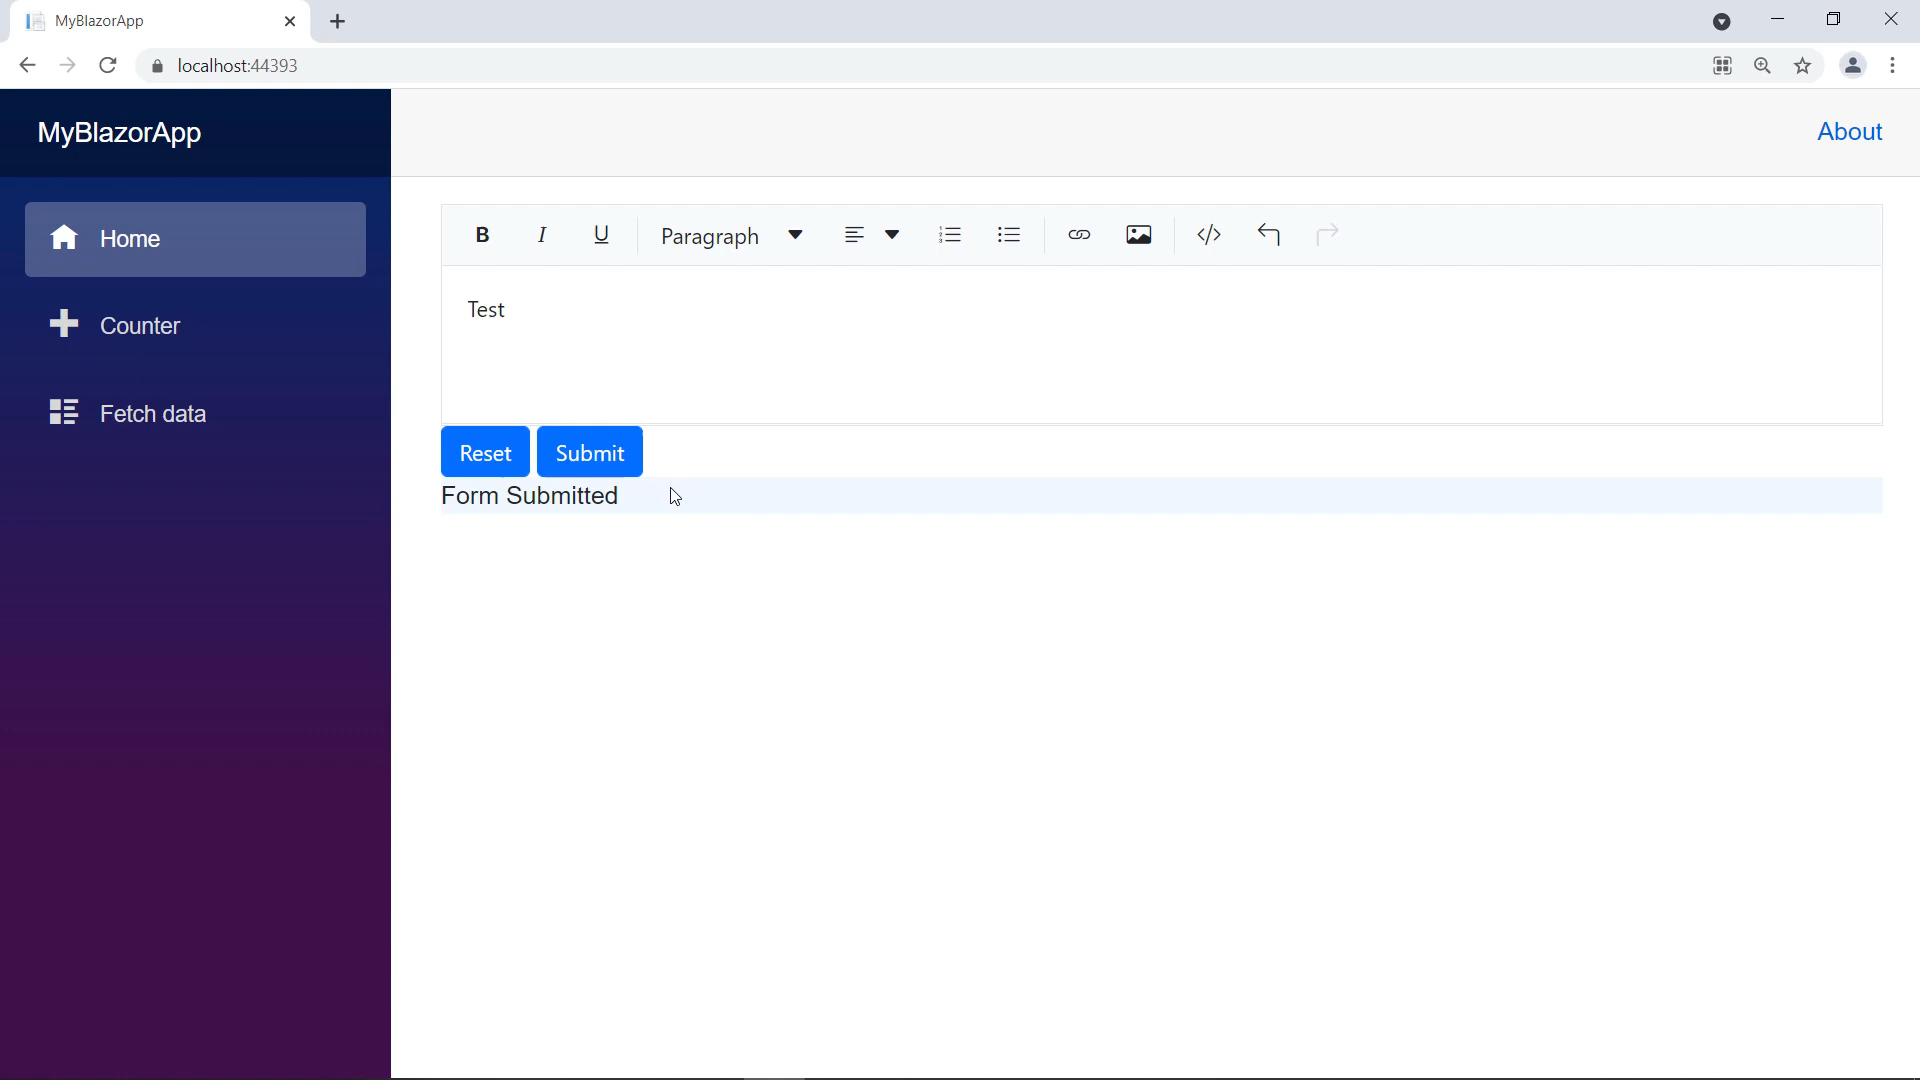 MyBlazorApp
localhost:44393
MyBlazorApp
About
Home
Counter
Fetch data
B I U Paragraph
Test
Reset Submit
Form Submitted